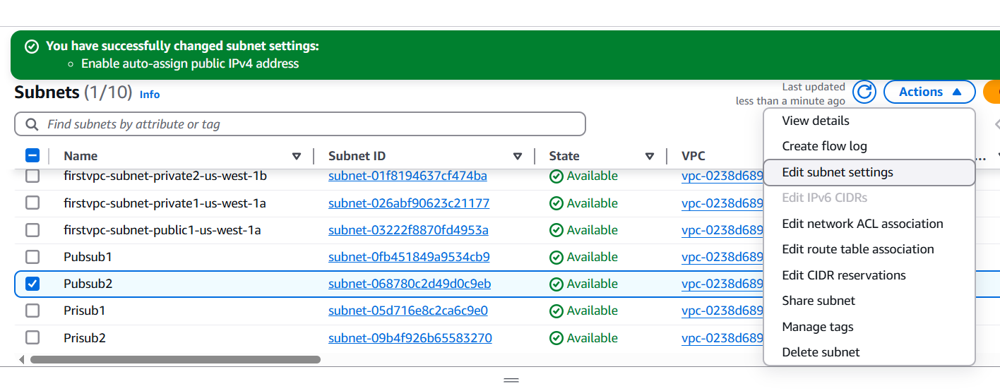 You have successfully changed subnet settings:
Enable auto-assign public IPv4 address
Subnets (1/10) Info
Last updated
less than a minute ago
Actions
Find subnets by attribute or tag
Name Subnet ID State VPC
firstvpc-subnet-private2-us-west-1b subnet-01f8194637cf474ba Available vpc-0238d689
firstvpc-subnet-private1-us-west-1a subnet-026abf90623c21177 Available vpc-0238d689
firstvpc-subnet-public1-us-west-1a subnet-03222f8870fd4953a Available vpc-0238d689
Pubsub1 subnet-0fb451849a9534cb9 Available vpc-0238d689
Pubsub2 subnet-068780c2d49d0c9eb Available vpc-0238d689
Prisub1 subnet-05d716e8c2ca6c9e0 Available vpc-0238d689
Prisub2 subnet-09b4f926b65583270 Available vpc-0238d689
View details
Create flow log
Edit subnet settings
Edit IPv6 CIDRs
Edit network ACL association
Edit route table association
Edit CIDR reservations
Share subnet
Manage tags
Delete subnet